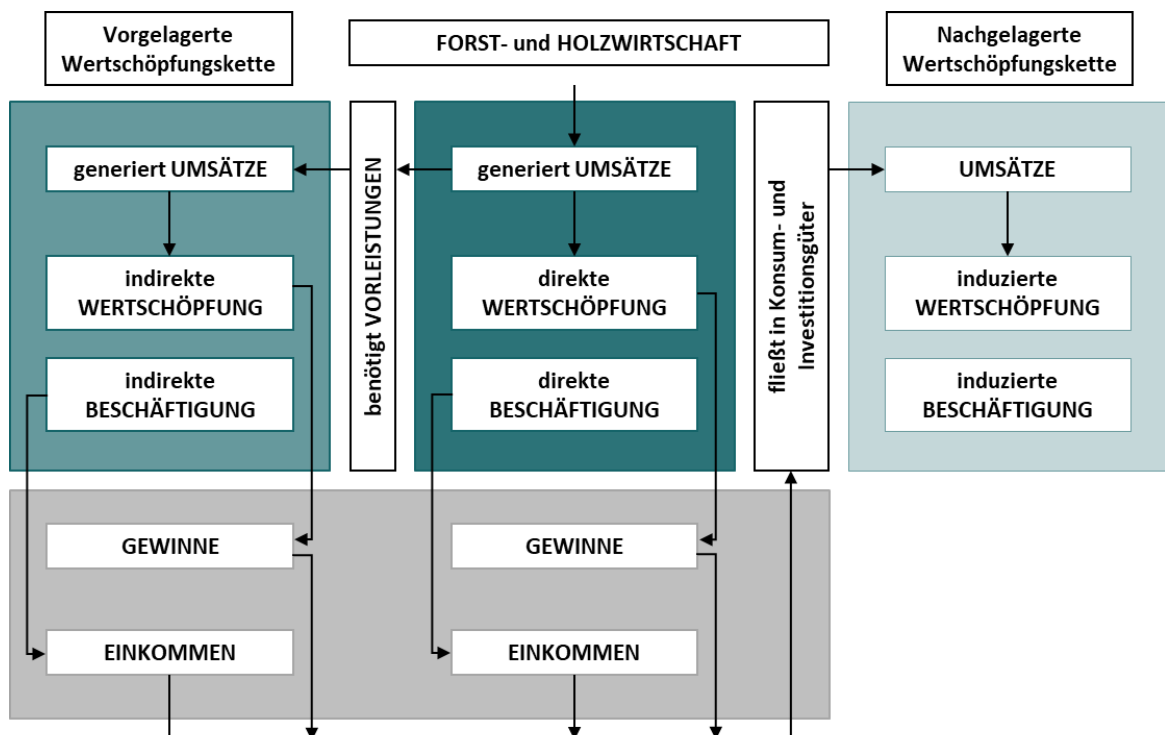 Vorgelagerte
Wertschöpfungskette
FORST- und HOLZWIRTSCHAFT
Nachgelagerte
Wertschöpfungskette
generiert UMSÄTZE
indirekte
WERTSCHÖPFUNG
indirekte
BESCHÄFTIGUNG
benötigt VORLEISTUNGEN
generiert UMSÄTZE
direkte
WERTSCHÖPFUNG
direkte
BESCHÄFTIGUNG
fließt in Konsum- und
Investitionsgüter
UMSÄTZE
induzierte
WERTSCHÖPFUNG
induzierte
BESCHÄFTIGUNG
GEWINNE
GEWINNE
EINKOMMEN
EINKOMMEN